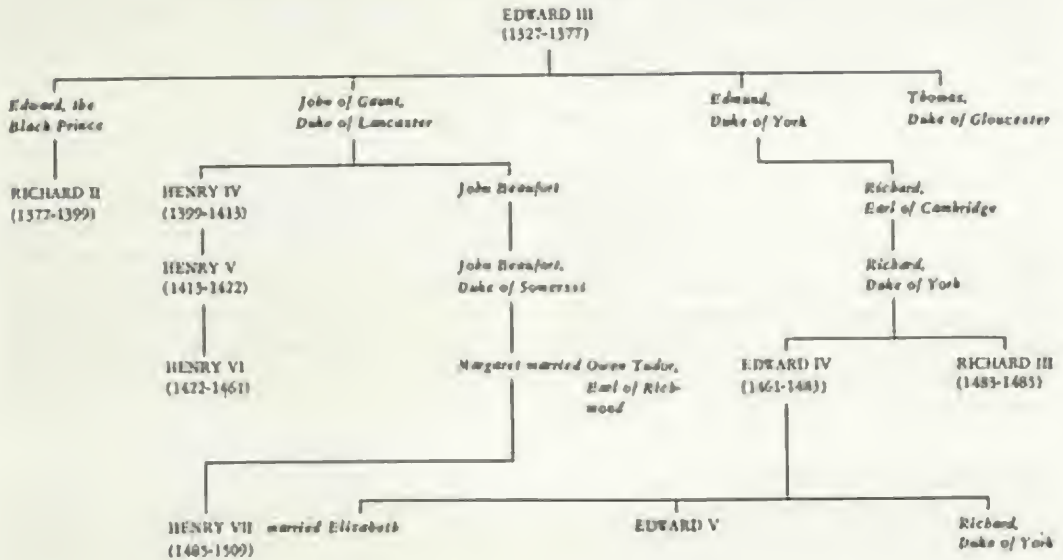 EDWARD III
(1327-1377)
Edward, the
Black Prince
John of Gaunt,
Duke of Lancaster
Edmund,
Duke of York
Thomas,
Duke of Gloucester
RICHARD II
(1377-1399)
HENRY IV
(1399-1413)
John Beaufort
Richard,
Earl of Cambridge
HENRY V
(1413-1422)
John Beaufort,
Duke of Somerset
Richard,
Duke of York
HENRY VI
(1422-1461)
Margaret married Owen Tudor,
Earl of Rich-
mond
EDWARD IV
(1461-1483)
RICHARD III
(1483-1485)
HENRY VII married Elizabeth
(1485-1509)
EDWARD V
Richard,
Duke of York